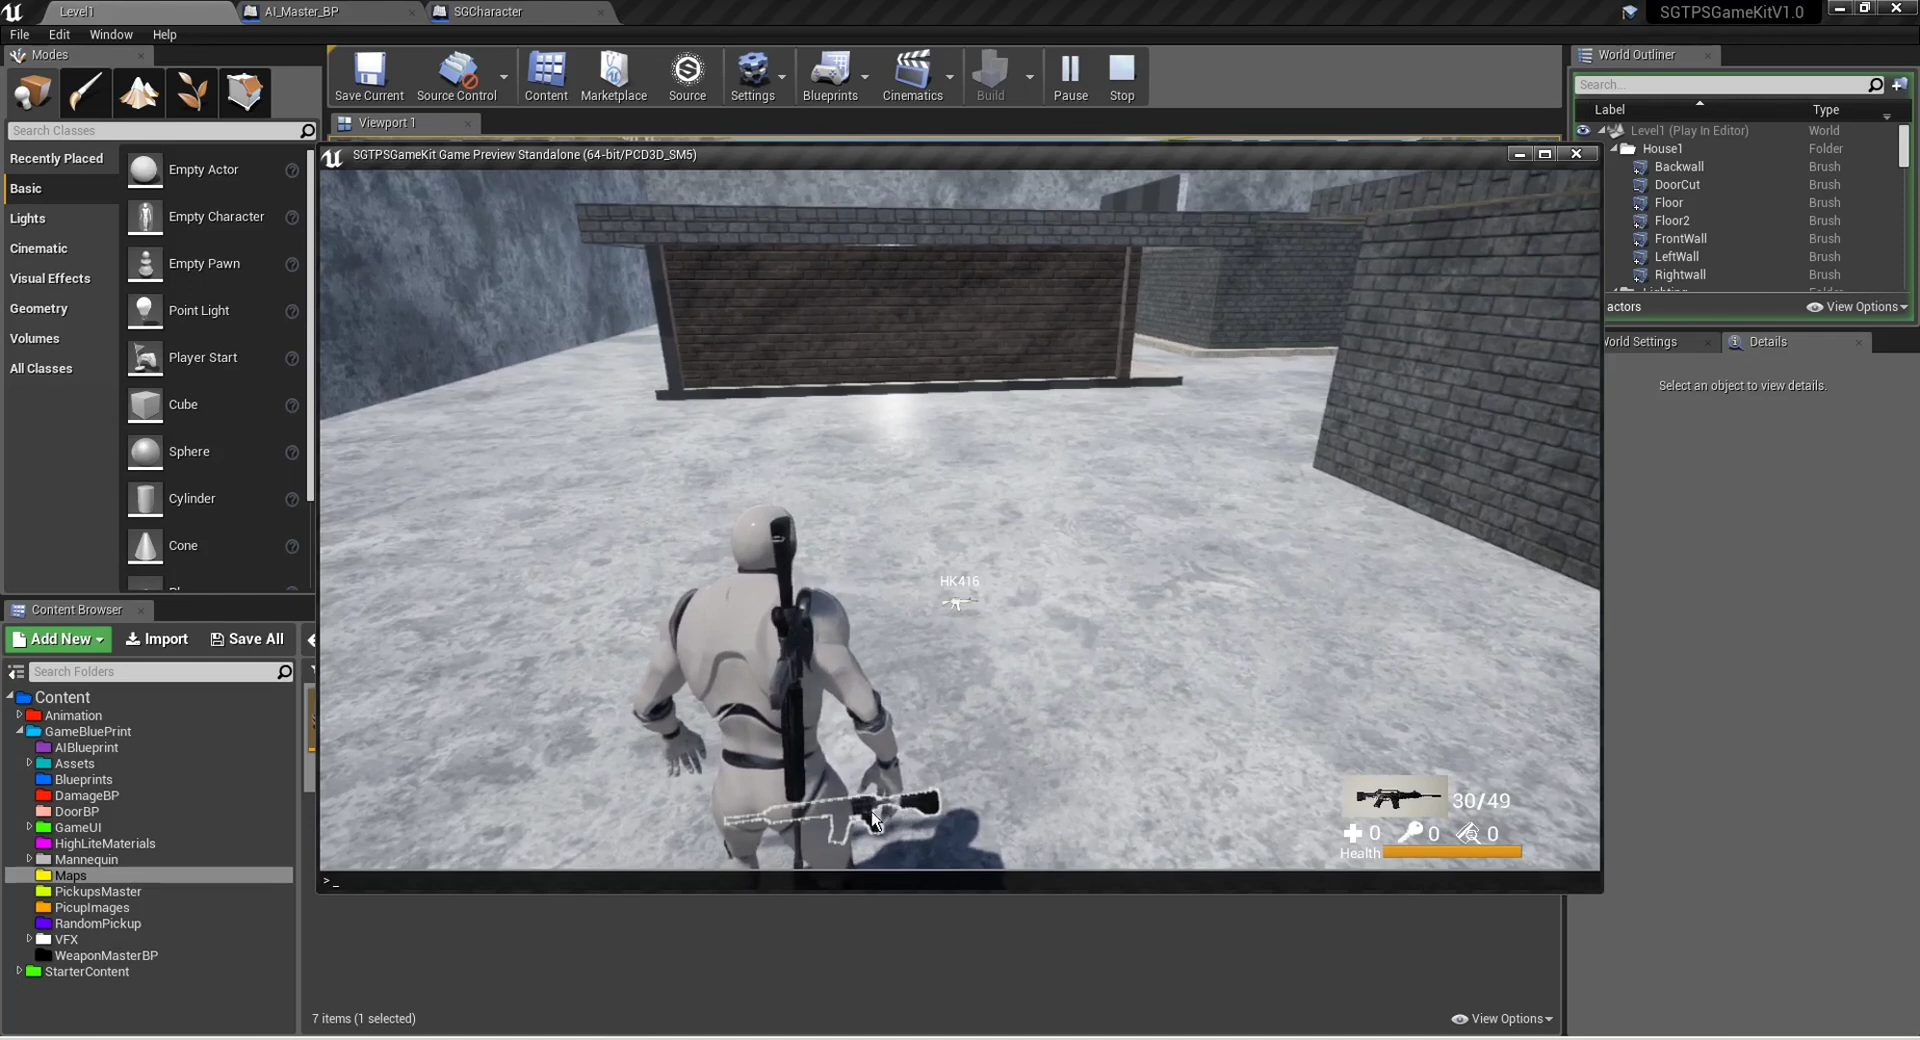 Level1
AI_Master_BP
SGCharacter
SGTPSGameKitV1.0
File Edit Window Help
Modes
Save Current
Source Control
Content
Marketplace
Source
Settings
Blueprints
Cinematics
Build
Pause
Stop
World Outliner
Search...
Label Type
Level1 (Play In Editor) World
House1 Folder
Backwall Brush
DoorCut Brush
Floor Brush
Floor2 Brush
FrontWall Brush
LeftWall Brush
Rightwall Brush
Lighting Folder
actors View Options
World Settings
Details
Select an object to view details.
Search Classes
Recently Placed
Basic
Lights
Cinematic
Visual Effects
Geometry
Volumes
All Classes
Empty Actor
Empty Character
Empty Pawn
Point Light
Player Start
Cube
Sphere
Cylinder
Cone
Viewport 1
SGTPSGameKit Game Preview Standalone (64-bit/PCD3D_SM5)
HK416
30/49
0 0 0
Health
>_
Content Browser
Add New Import Save All
Search Folders
Content
Animation
GameBluePrint
AIBlueprint
Assets
Blueprints
DamageBP
DoorBP
GameUI
HighLiteMaterials
Mannequin
Maps
PickupsMaster
PicupImages
RandomPickup
VFX
WeaponMasterBP
StarterContent
7 items (1 selected)
View Options